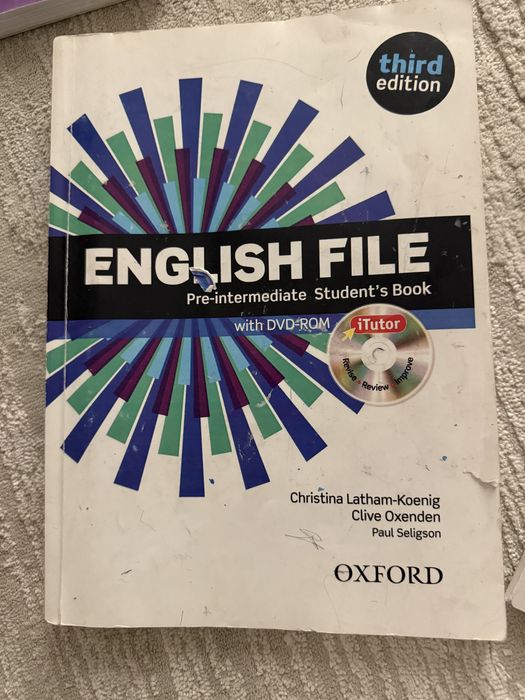 third
edition
ENGLISH FILE
Pre-intermediate Student's Book
with DVD-ROM
iTutor
Revise • Review • Improve
Christina Latham-Koenig
Clive Oxenden
Paul Seligson
OXFORD